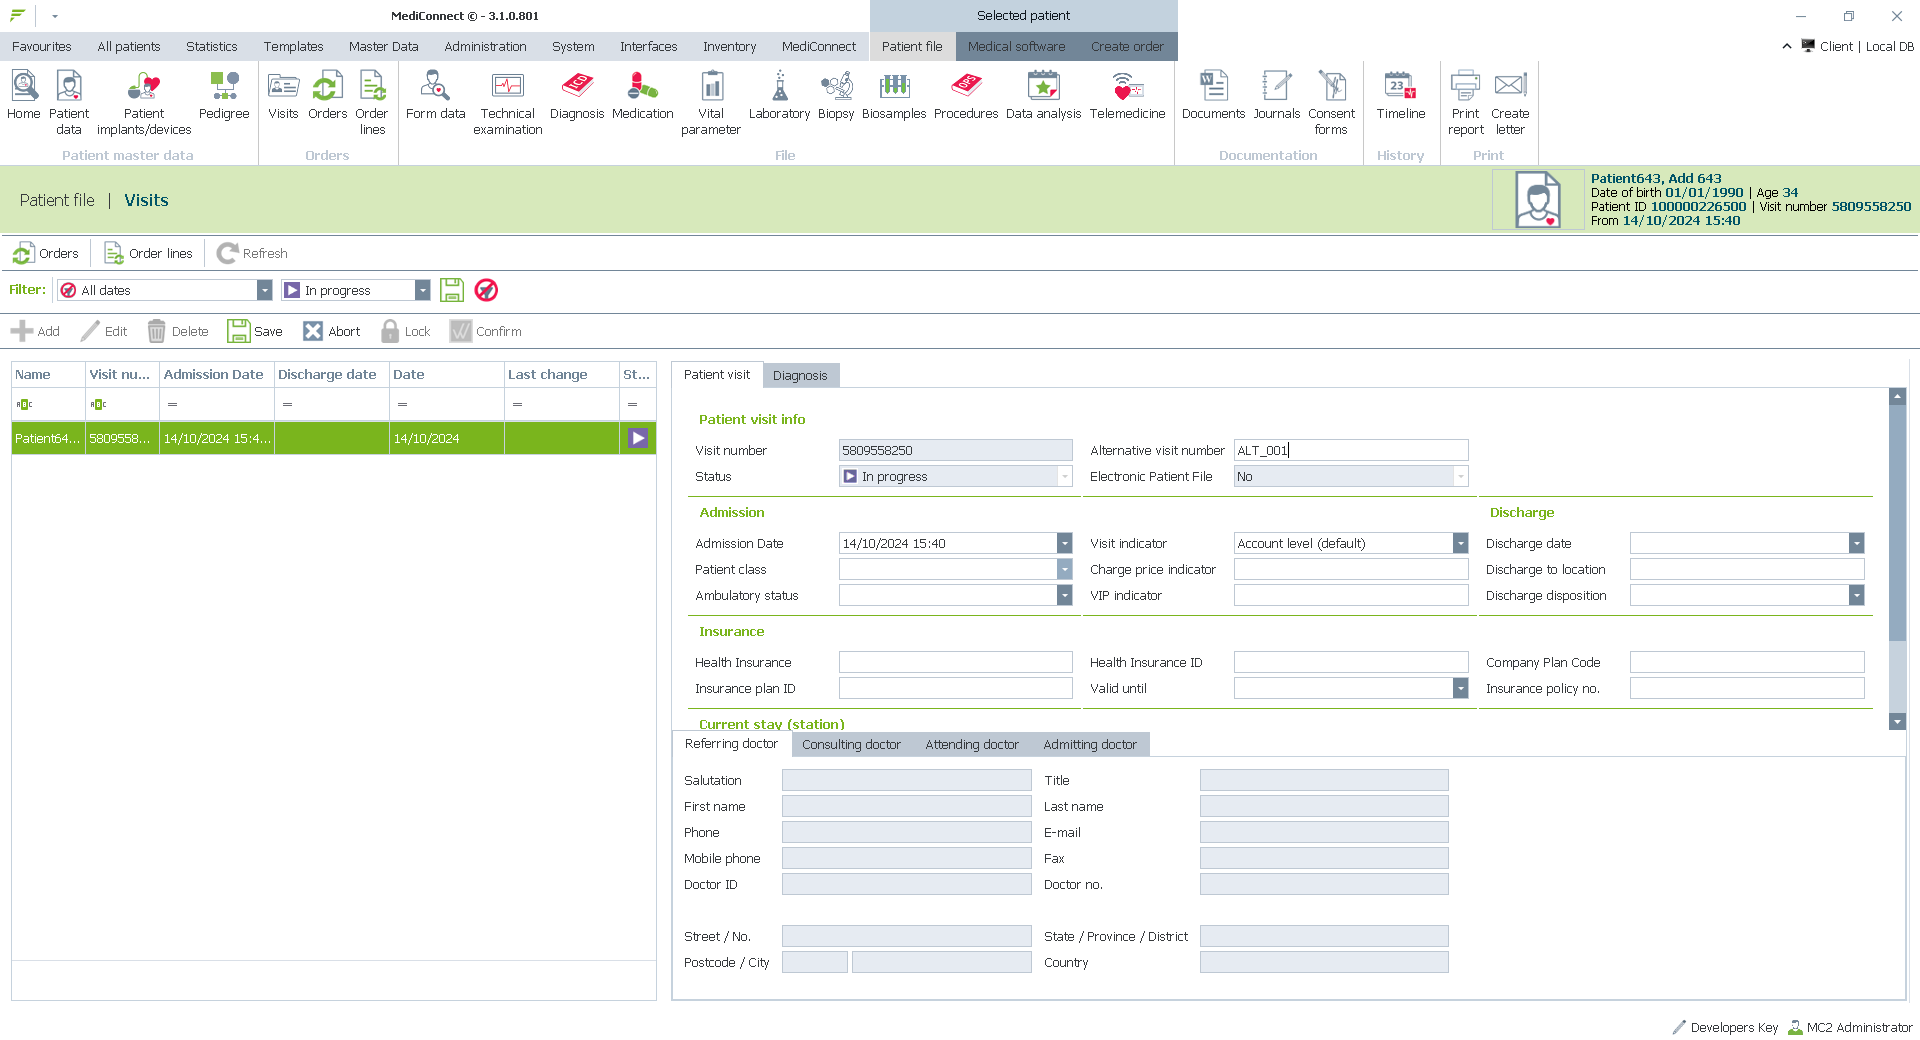 MediConnect © - 3.1.0.801
Selected patient
Favourites All patients Statistics Templates Master Data Administration System Interfaces Inventory MediConnect Patient file Medical software Create order
Client | Local DB
Home
Patient data
Patient implants/devices
Pedigree
Visits
Orders
Order lines
Form data
Technical examination
Diagnosis
Medication
Vital parameter
Laboratory
Biopsy
Biosamples
Procedures
Data analysis
Telemedicine
Documents
Journals
Consent forms
Timeline
Print report
Create letter
Patient master data Orders File Documentation History Print
Patient file | Visits
Patient643, Add 643
Date of birth 01/01/1990 | Age 34
Patient ID 100000226500 | Visit number 5809558250
From 14/10/2024 15:40
Orders Order lines Refresh
Filter: All dates In progress
Add Edit Delete Save Abort Lock Confirm
Name Visit nu... Admission Date Discharge date Date Last change St...
Patient64... 5809558... 14/10/2024 15:4... 14/10/2024
Patient visit Diagnosis
Patient visit info
Visit number 5809558250 Alternative visit number ALT_001
Status In progress Electronic Patient File No
Admission Discharge
Admission Date 14/10/2024 15:40 Visit indicator Account level (default) Discharge date
Patient class Charge price indicator Discharge to location
Ambulatory status VIP indicator Discharge disposition
Insurance
Health Insurance Health Insurance ID Company Plan Code
Insurance plan ID Valid until Insurance policy no.
Current stay (station)
Referring doctor Consulting doctor Attending doctor Admitting doctor
Salutation Title
First name Last name
Phone E-mail
Mobile phone Fax
Doctor ID Doctor no.
Street / No. State / Province / District
Postcode / City Country
Developers Key MC2 Administrator